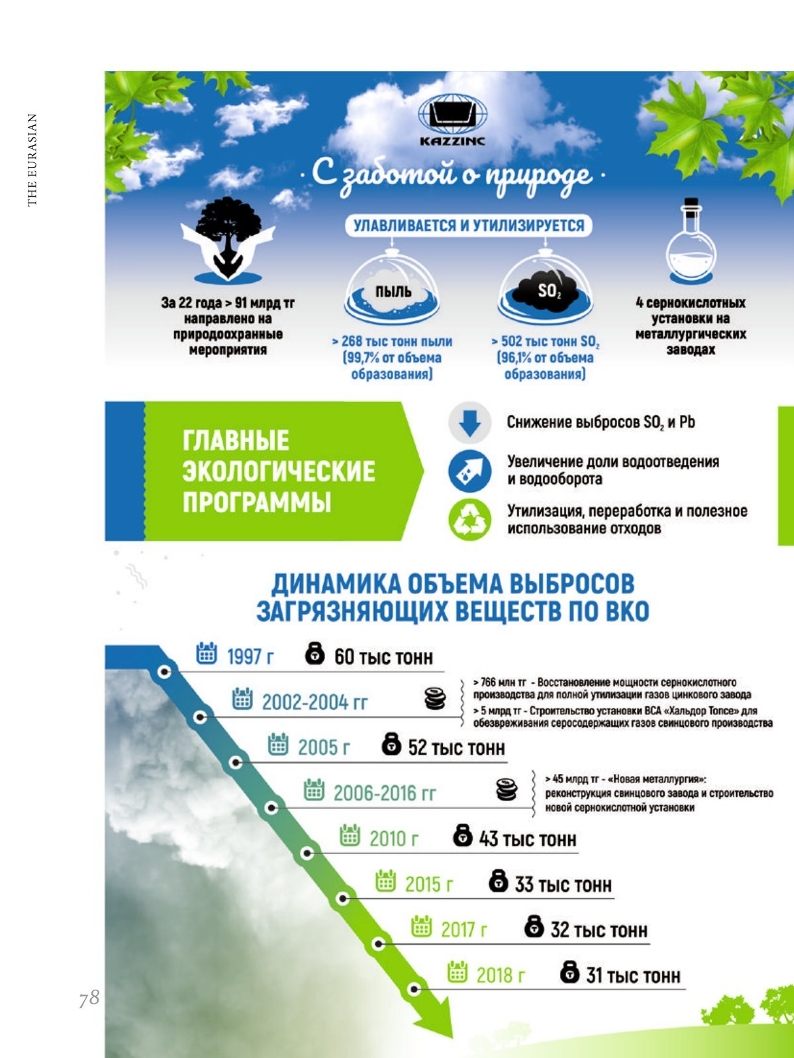 THE EURASIAN
KAZZINC
· С заботой о природе ·
УЛАВЛИВАЕТСЯ И УТИЛИЗИРУЕТСЯ
За 22 года > 91 млрд тг
направлено на
природоохранные
мероприятия
ПЫЛЬ
> 268 тыс тонн пыли
(99,7% от объема
образования)
SO₂
> 502 тыс тонн SO₂
(96,1% от объема
образования)
4 сернокислотных
установки на
металлургических
заводах
ГЛАВНЫЕ
ЭКОЛОГИЧЕСКИЕ
ПРОГРАММЫ
Снижение выбросов SO₂ и Pb
Увеличение доли водоотведения
и водооборота
Утилизация, переработка и полезное
использование отходов
ДИНАМИКА ОБЪЕМА ВЫБРОСОВ
ЗАГРЯЗНЯЮЩИХ ВЕЩЕСТВ ПО ВКО
1997 г 60 тыс тонн
2002-2004 гг
> 766 млн тг - Восстановление мощности сернокислотного
производства для полной утилизации газов цинкового завода
> 5 млрд тг - Строительство установки ВСА «Хальдор Топсе» для
обезвреживания серосодержащих газов свинцового производства
2005 г 52 тыс тонн
2006-2016 гг
> 45 млрд тг - «Новая металлургия»:
реконструкция свинцового завода и строительство
новой сернокислотной установки
2010 г 43 тыс тонн
2015 г 33 тыс тонн
2017 г 32 тыс тонн
2018 г 31 тыс тонн
78